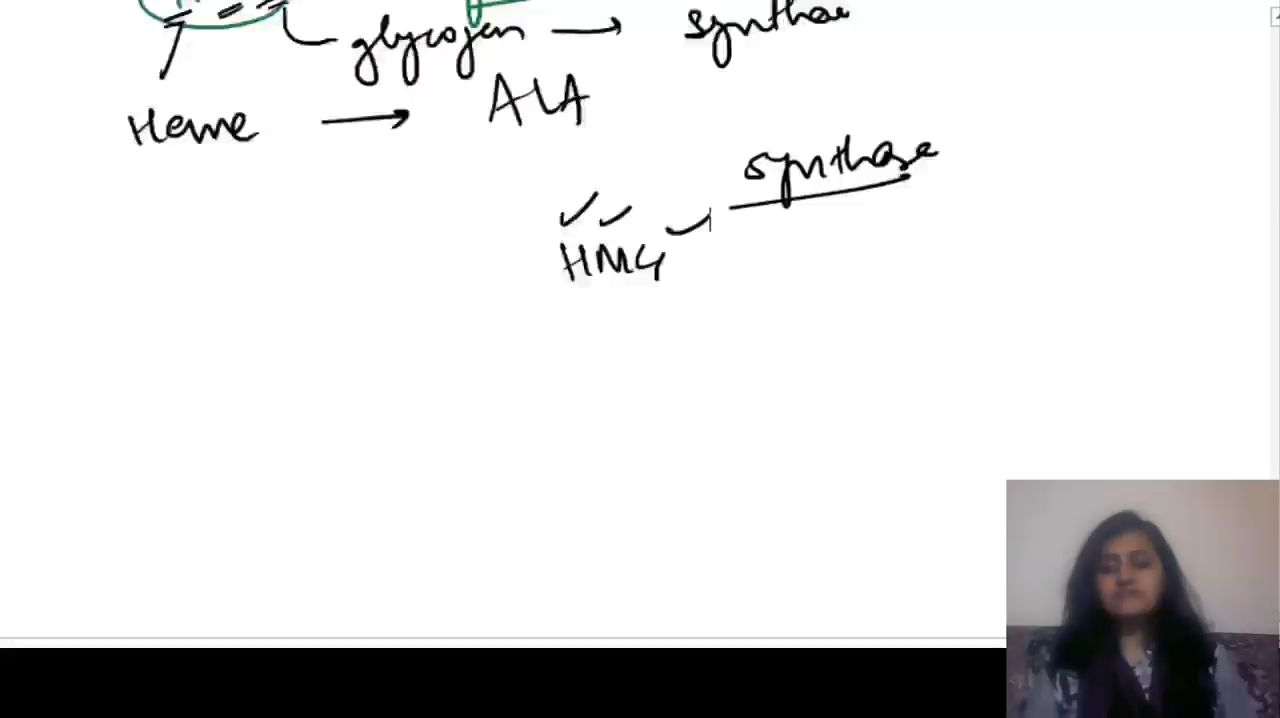 glycogen → synthase
Heme → ALA
synthase
HMG